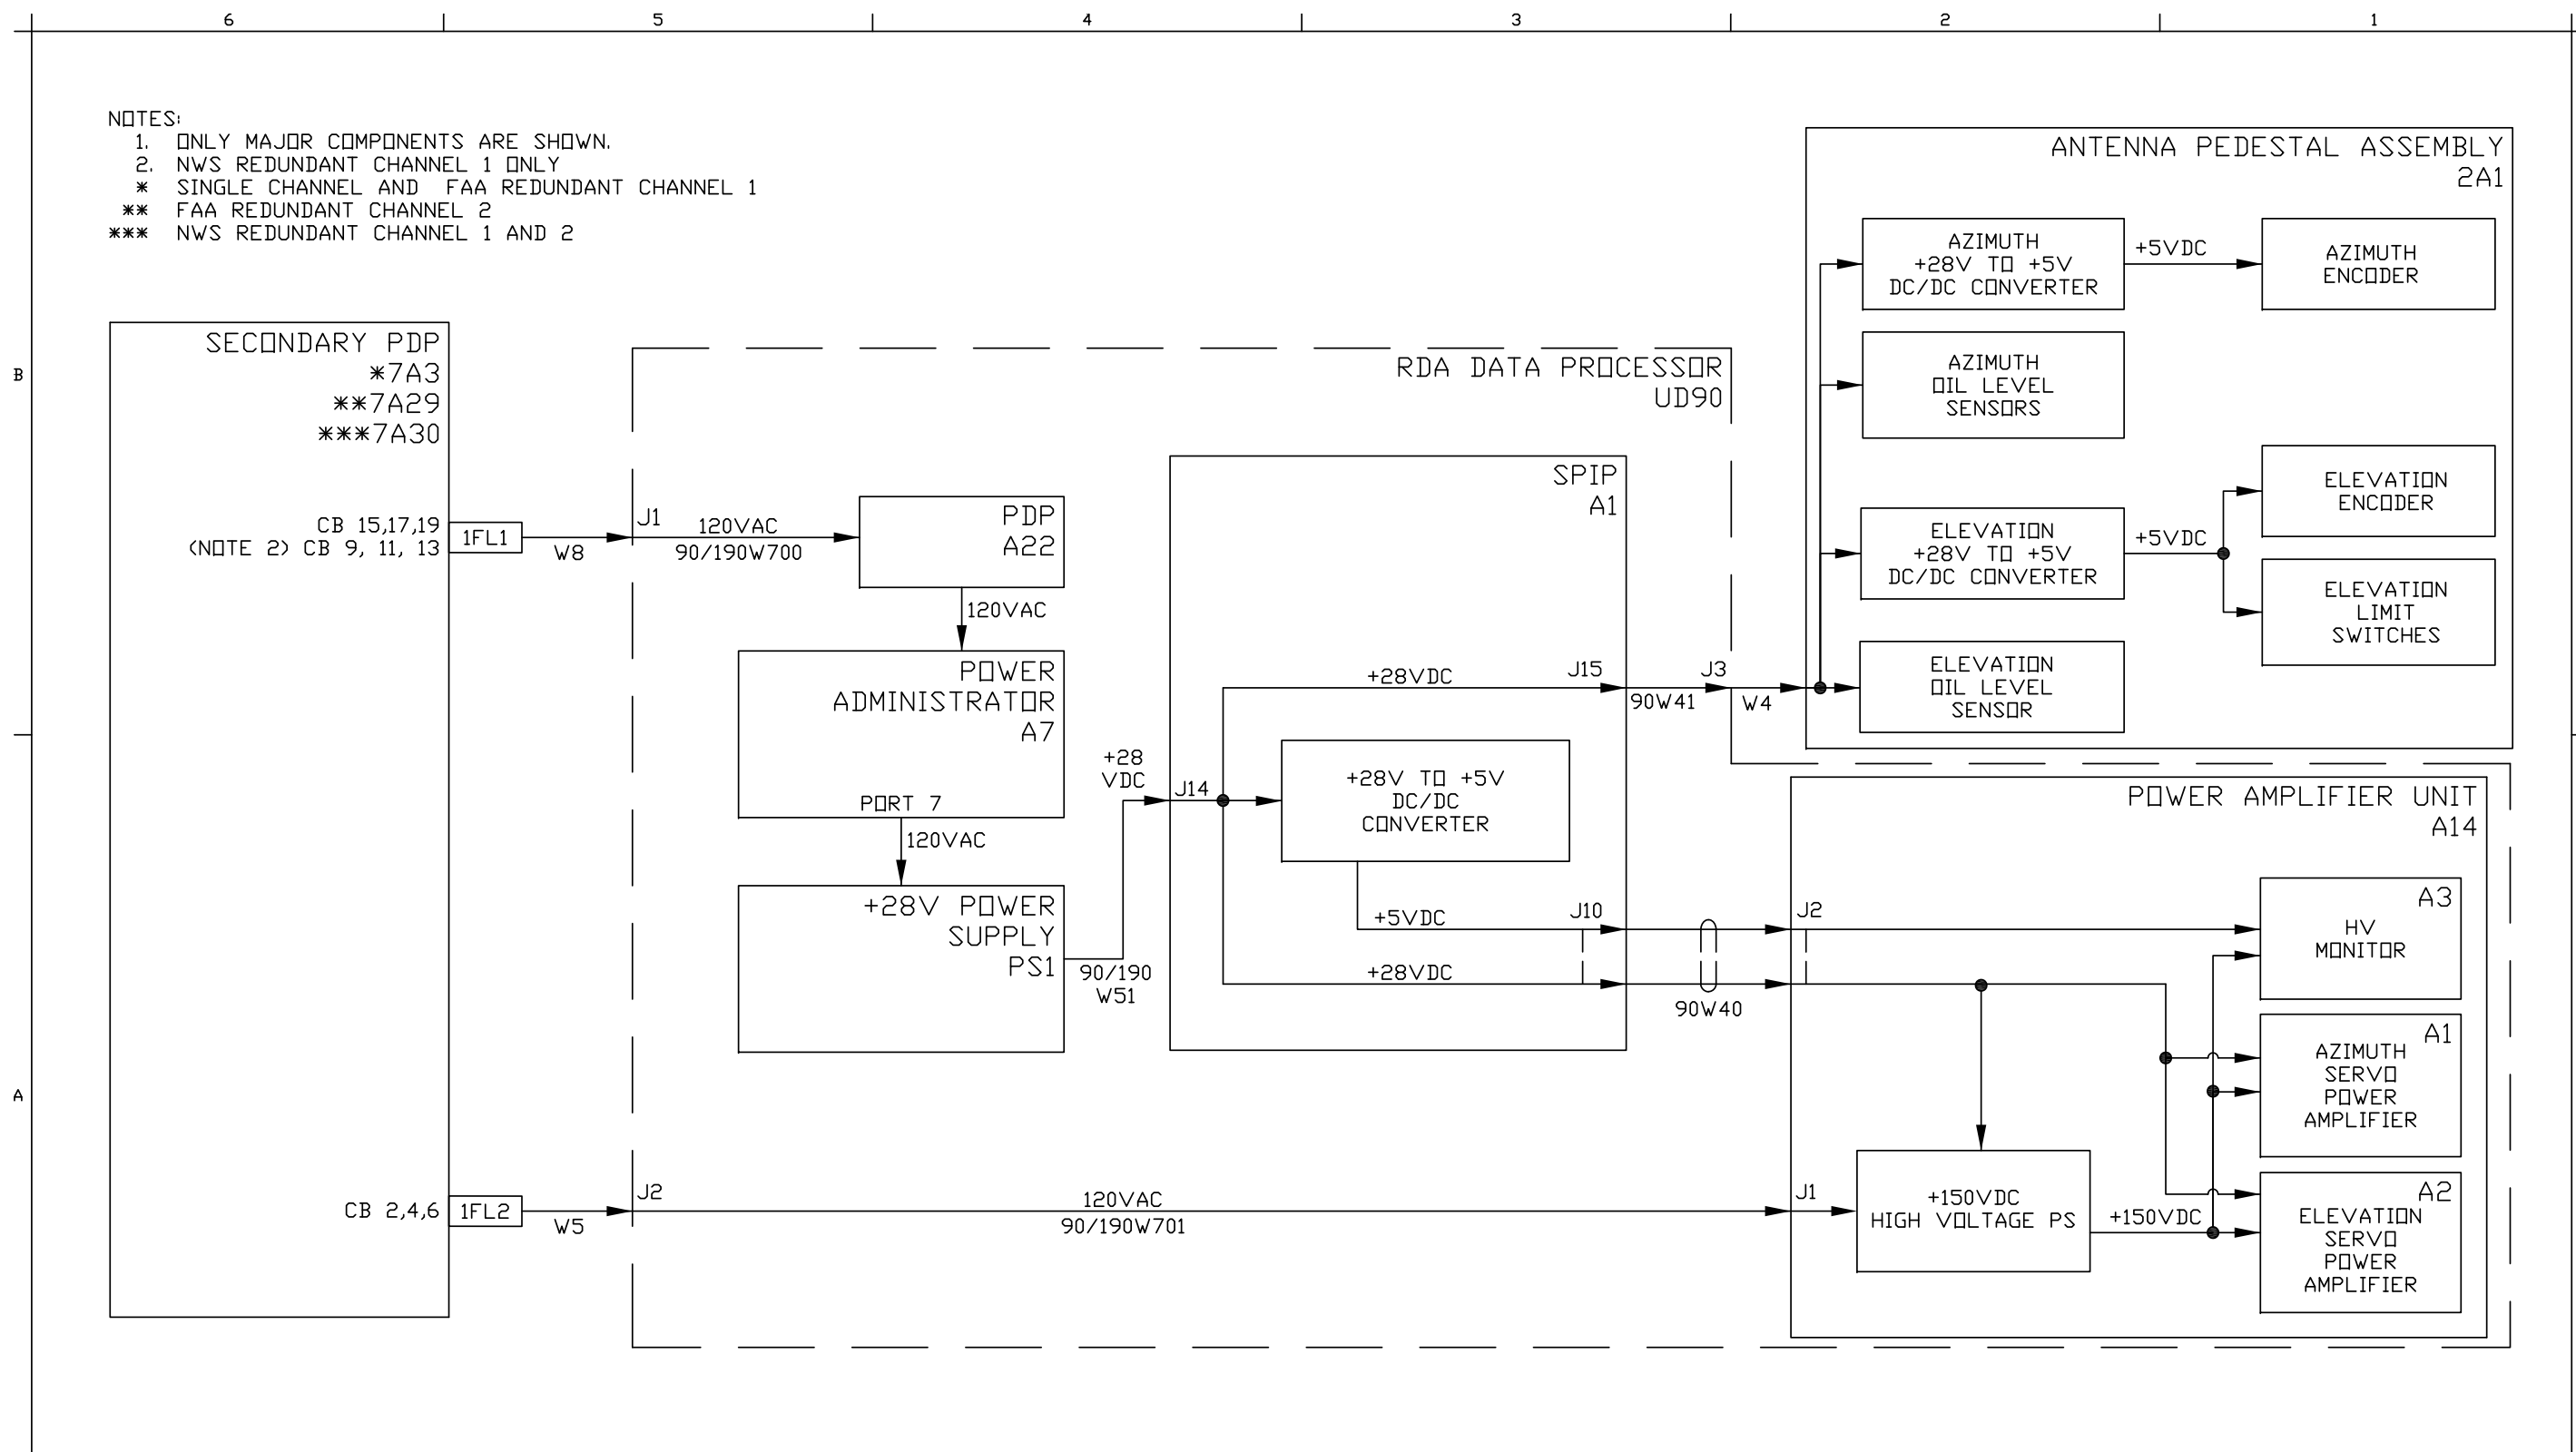 6 5 4 3 2 1
NOTES:
1. ONLY MAJOR COMPONENTS ARE SHOWN.
2. NWS REDUNDANT CHANNEL 1 ONLY
* SINGLE CHANNEL AND FAA REDUNDANT CHANNEL 1
** FAA REDUNDANT CHANNEL 2
*** NWS REDUNDANT CHANNEL 1 AND 2
B
A
SECONDARY PDP
*7A3
**7A29
***7A30
CB 15,17,19
(NOTE 2) CB 9, 11, 13
1FL1
W8
CB 2,4,6
1FL2
W5
RDA DATA PROCESSOR
UD90
J1
120VAC
90/190W700
PDP
A22
120VAC
POWER
ADMINISTRATOR
A7
PORT 7
120VAC
+28V POWER
SUPPLY
PS1
90/190
W51
+28
VDC
J2
120VAC
90/190W701
SPIP
A1
J14
+28VDC
J15
+28V TO +5V
DC/DC
CONVERTER
+5VDC
J10
+28VDC
90W41
J3
W4
90W40
ANTENNA PEDESTAL ASSEMBLY
2A1
AZIMUTH
+28V TO +5V
DC/DC CONVERTER
+5VDC
AZIMUTH
ENCODER
AZIMUTH
OIL LEVEL
SENSORS
ELEVATION
+28V TO +5V
DC/DC CONVERTER
+5VDC
ELEVATION
ENCODER
ELEVATION
LIMIT
SWITCHES
ELEVATION
OIL LEVEL
SENSOR
POWER AMPLIFIER UNIT
A14
J2
A3
HV
MONITOR
A1
AZIMUTH
SERVO
POWER
AMPLIFIER
J1
+150VDC
HIGH VOLTAGE PS
+150VDC
A2
ELEVATION
SERVO
POWER
AMPLIFIER